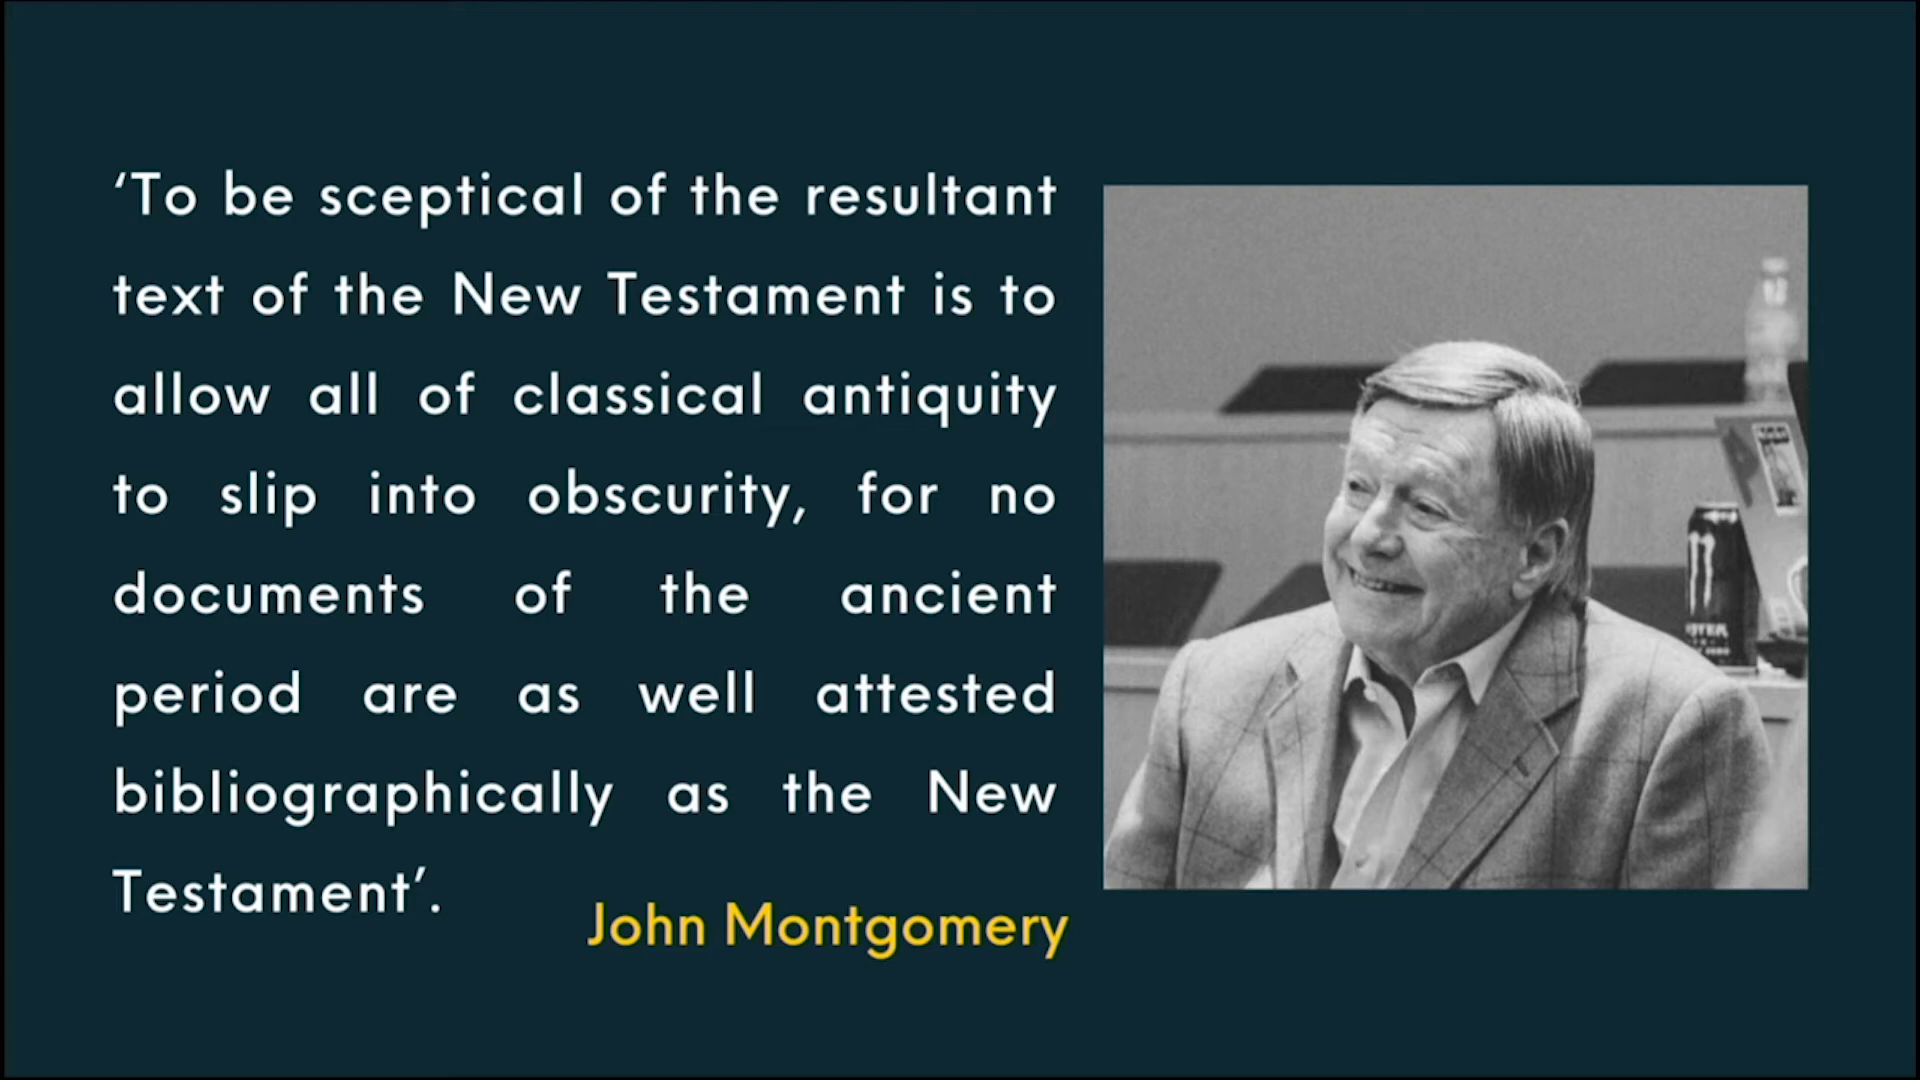 ‘To be sceptical of the resultant
text of the New Testament is to
allow all of classical antiquity
to slip into obscurity, for no
documents of the ancient
period are as well attested
bibliographically as the New
Testament’.
John Montgomery